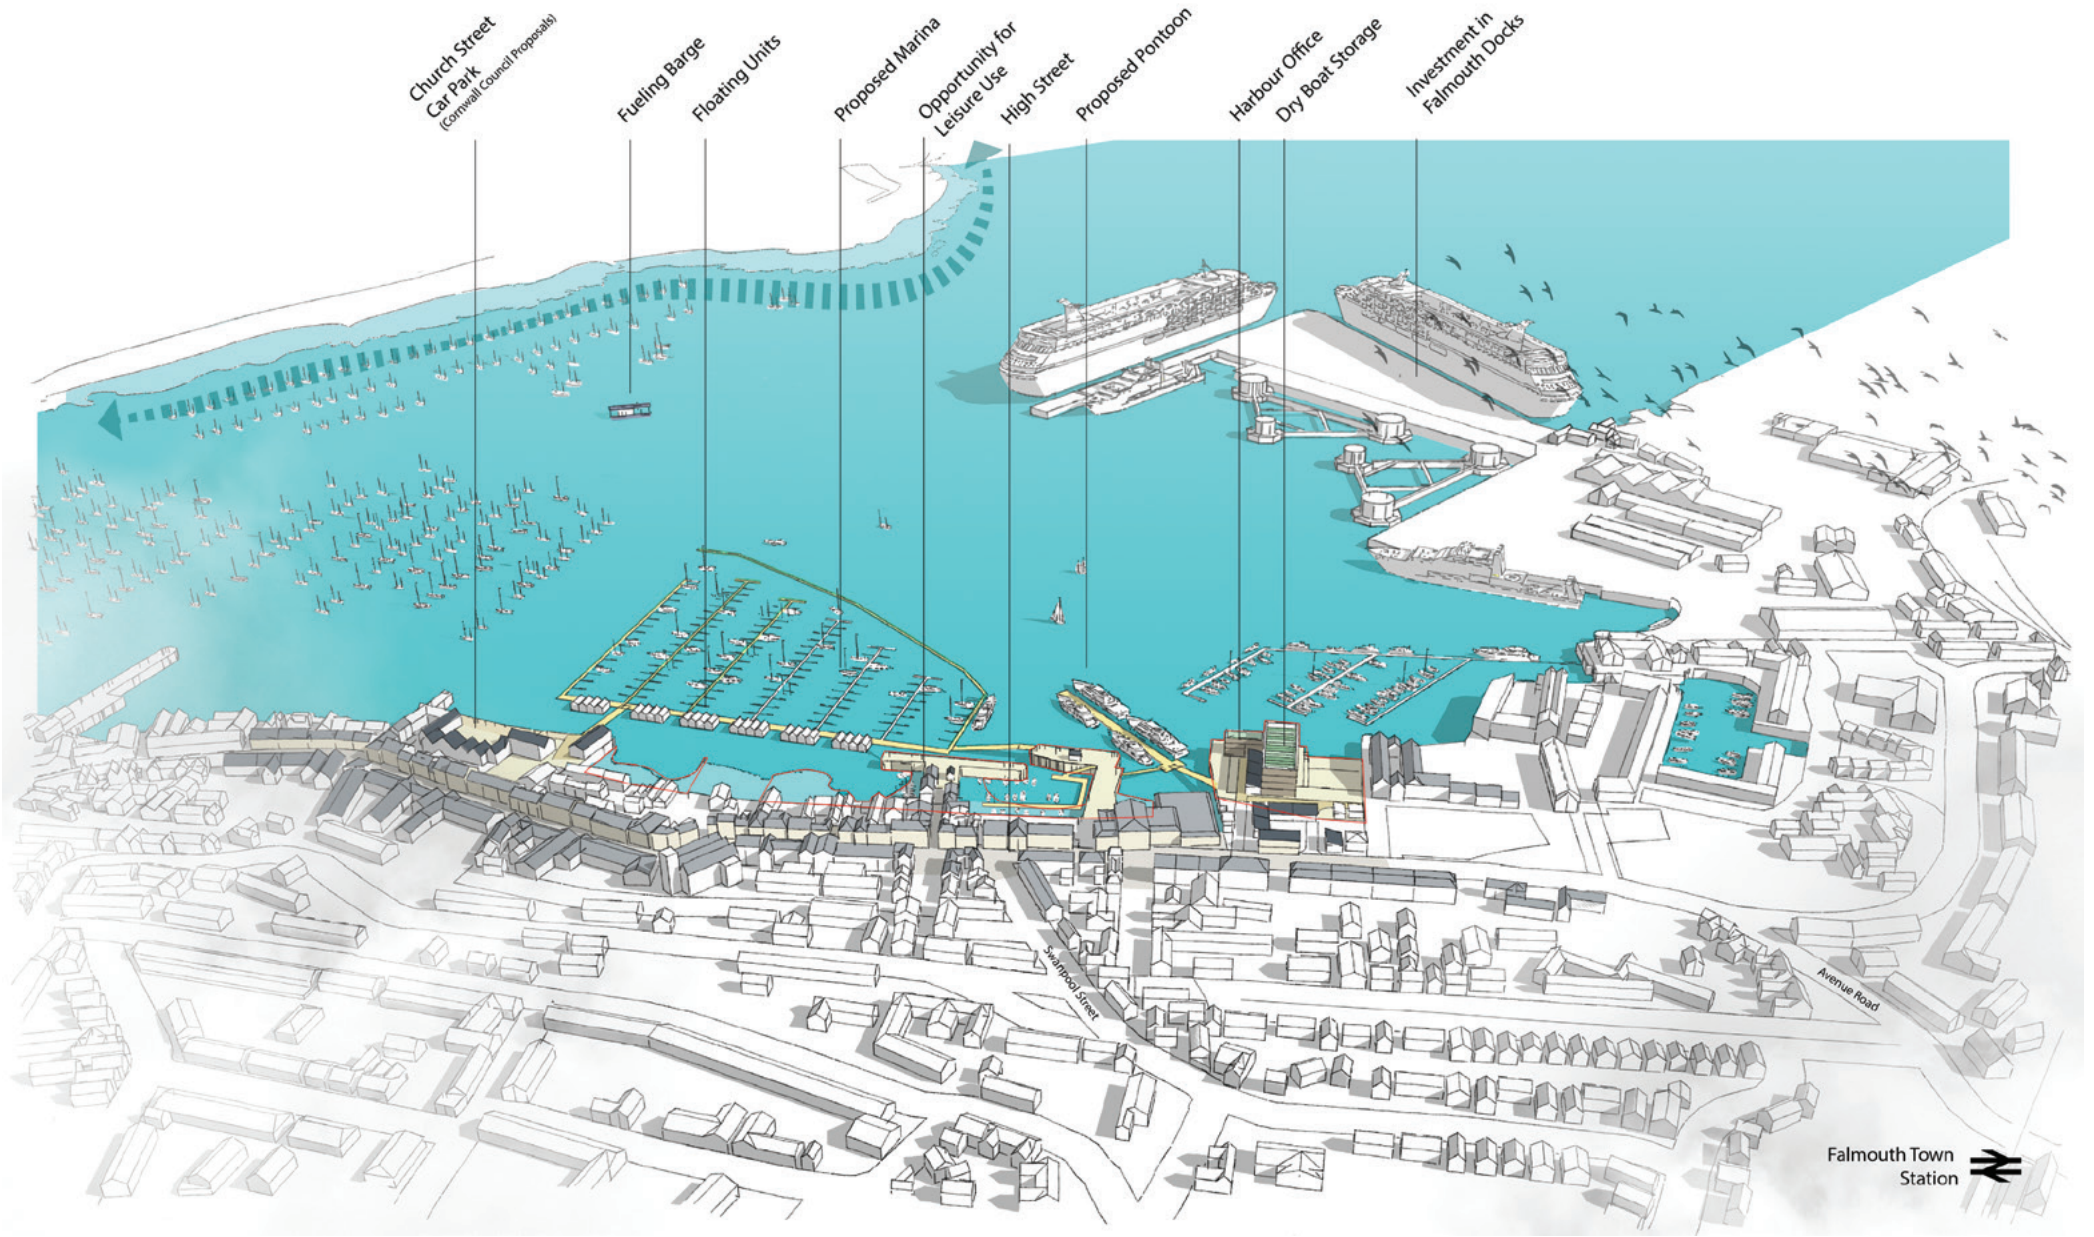 Church Street
Car Park
(Cornwall Council Proposals)
Fueling Barge
Floating Units
Proposed Marina
Opportunity for
Leisure Use
High Street
Proposed Pontoon
Harbour Office
Dry Boat Storage
Investment in
Falmouth Docks
Swanpool Street
Avenue Road
Falmouth Town
Station